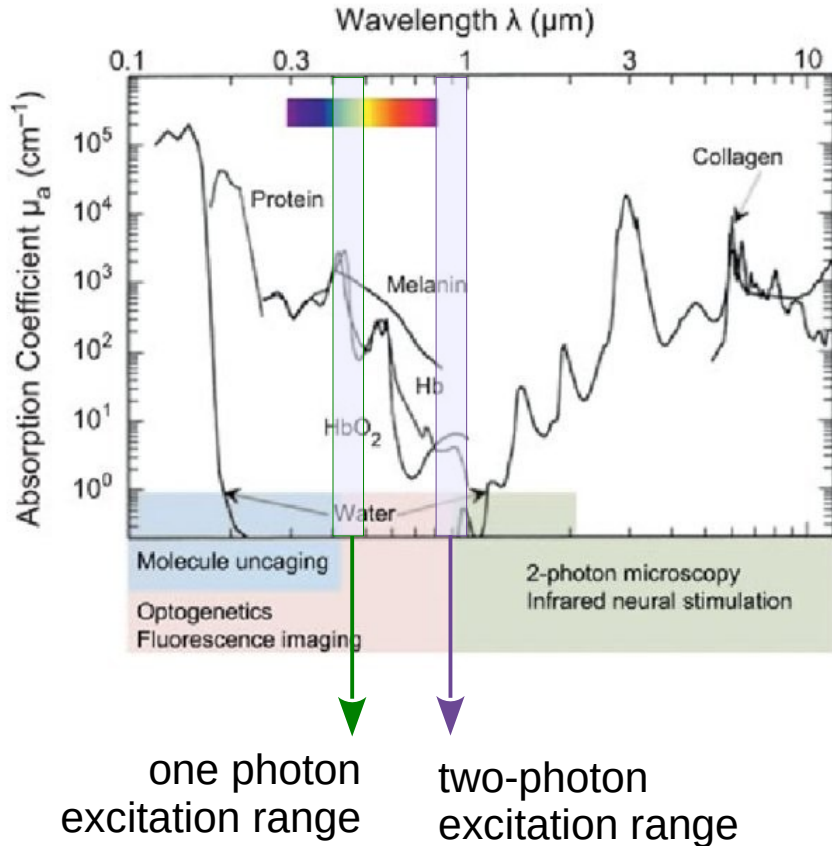 Wavelength λ (μm)
0.1 0.3 1 3 10
Absorption Coefficient μa (cm⁻¹)
10⁵
10⁴
10³
10²
10¹
10⁰
Protein
Collagen
Melanin
Hb
HbO₂
Water
Molecule uncaging
Optogenetics
Fluorescence imaging
2-photon microscopy
Infrared neural stimulation
one photon
excitation range
two-photon
excitation range